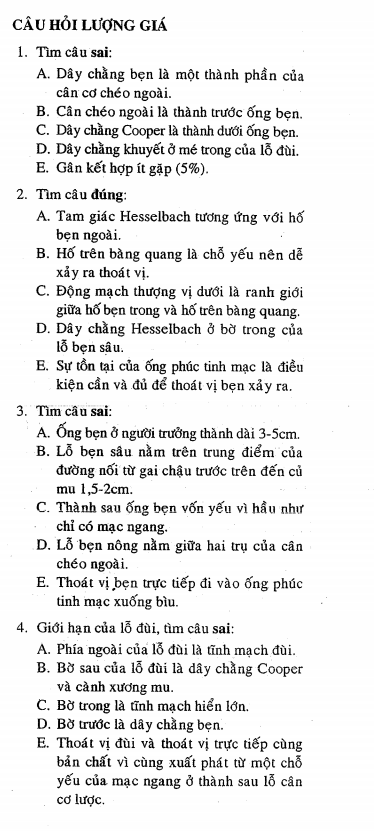 CÂU HỎI LƯỢNG GIÁ
1. Tìm câu sai:
A. Dây chằng bẹn là một thành phần của
cân cơ chéo ngoài.
B. Cân chéo ngoài là thành trước ống bẹn.
C. Dây chằng Cooper là thành dưới ống bẹn.
D. Dây chằng khuyết ở mé trong của lỗ đùi.
E. Gân kết hợp ít gặp (5%).
2. Tìm câu đúng:
A. Tam giác Hesselbach tương ứng với hố
bẹn ngoài.
B. Hố trên bàng quang là chỗ yếu nên dễ
xảy ra thoát vị.
C. Động mạch thượng vị dưới là ranh giới
giữa hố bẹn trong và hố trên bàng quang.
D. Dây chằng Hesselbach ở bờ trong của
lỗ bẹn sâu.
E. Sự tồn tại của ống phúc tinh mạc là điều
kiện cần và đủ để thoát vị bẹn xảy ra.
3. Tìm câu sai:
A. Ống bẹn ở người trưởng thành dài 3-5cm.
B. Lỗ bẹn sâu nằm trên trung điểm của
đường nối từ gai chậu trước trên đến củ
mu 1,5-2cm.
C. Thành sau ống bẹn vốn yếu vì hầu như
chỉ có mạc ngang.
D. Lỗ bẹn nông nằm giữa hai trụ của cân
chéo ngoài.
E. Thoát vị bẹn trực tiếp đi vào ống phúc
tinh mạc xuống bìu.
4. Giới hạn của lỗ đùi, tìm câu sai:
A. Phía ngoài của lỗ đùi là tĩnh mạch đùi.
B. Bờ sau của lỗ đùi là dây chằng Cooper
và cành xương mu.
C. Bờ trong là tĩnh mạch hiển lớn.
D. Bờ trước là dây chằng bẹn.
E. Thoát vị đùi và thoát vị trực tiếp cùng
bản chất vì cùng xuất phát từ một chỗ
yếu của mạc ngang ở thành sau lỗ cân
cơ lược.